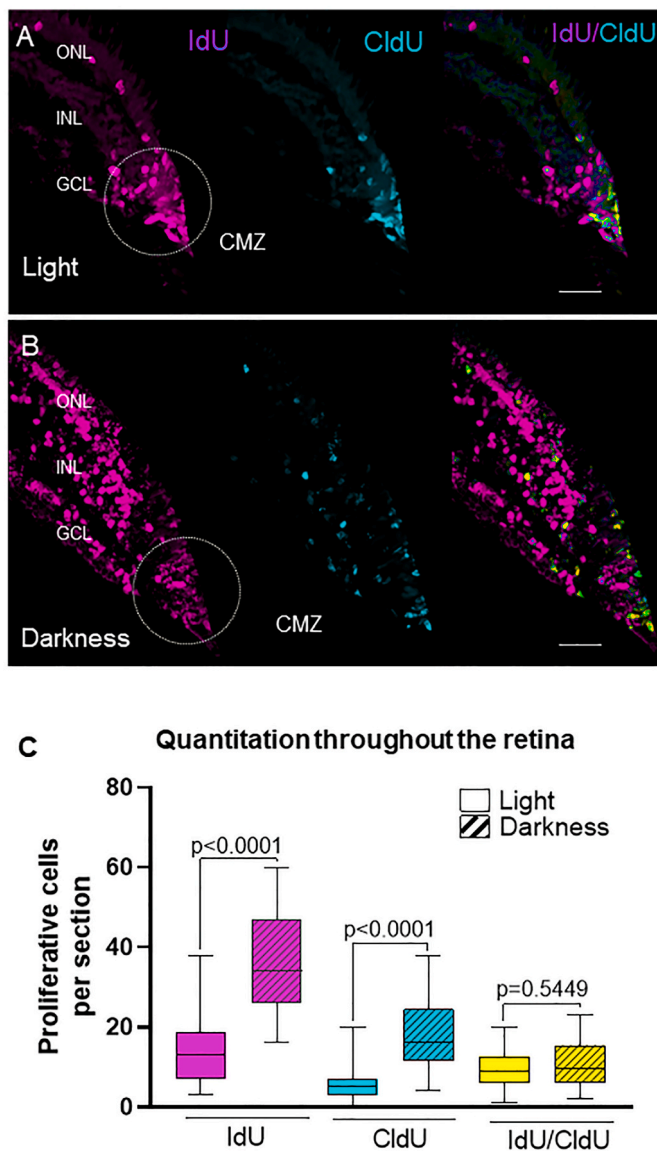 A
IdU
CldU
IdU/CldU
ONL
INL
GCL
CMZ
Light
B
ONL
INL
GCL
CMZ
Darkness
C
Quantitation throughout the retina
Proliferative cells
per section
80
60
40
20
0
Light
Darkness
p<0.0001
p<0.0001
p=0.5449
IdU
CldU
IdU/CldU